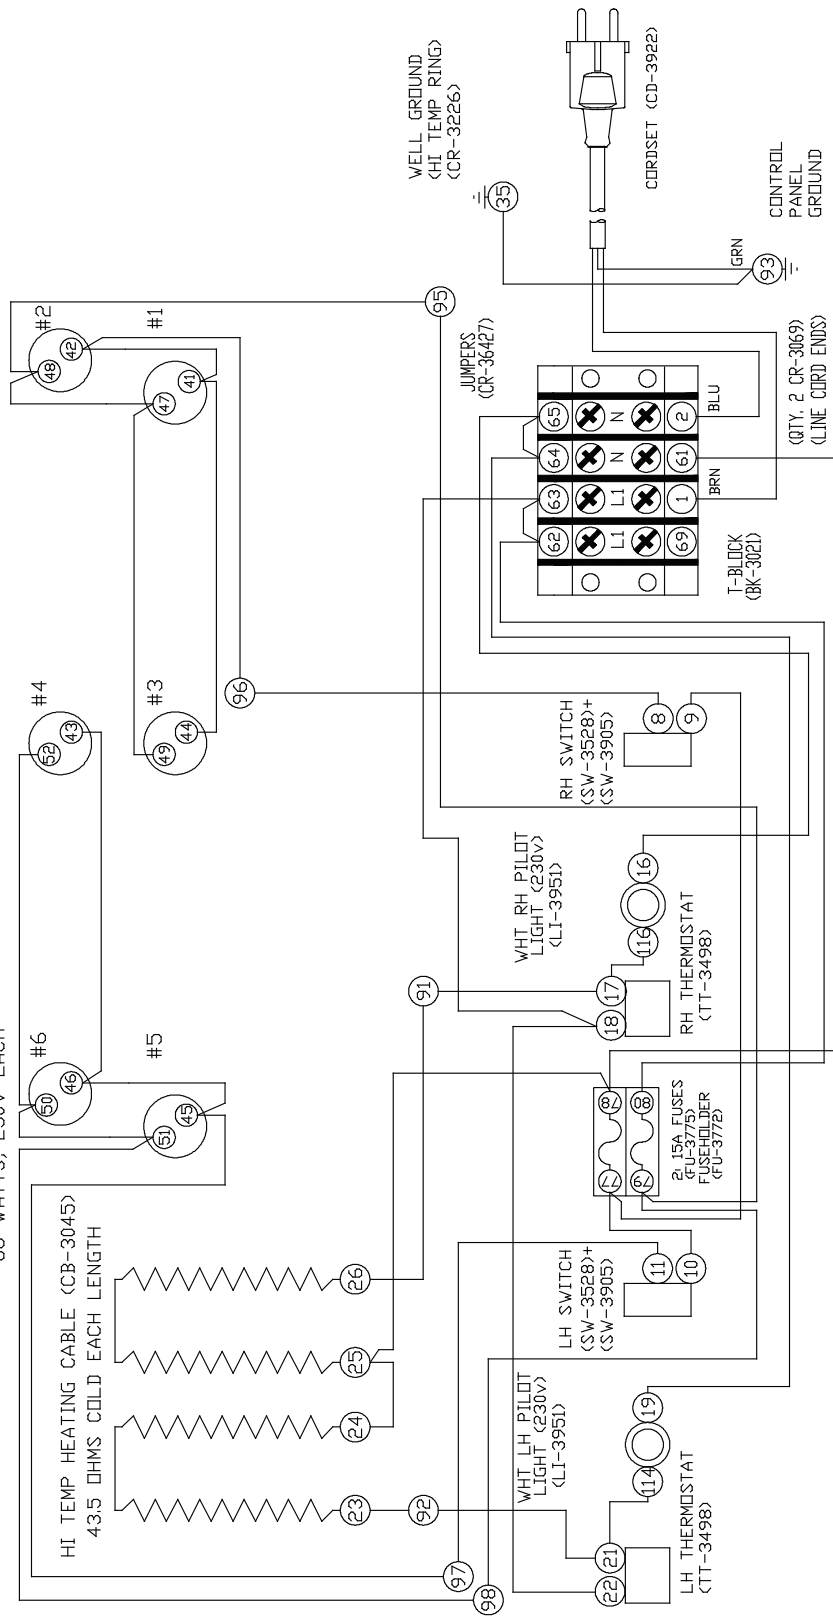 WATTS, 230V EACH
HI TEMP HEATING CABLE (CB-3045)
43.5 OHMS COLD EACH LENGTH
#6
#4
#2
#5
#3
#1
50
46
52
43
48
42
51
45
49
44
47
41
23
24
25
26
92
91
96
95
97
98
WELL GROUND
(HI TEMP RING)
(CR-3226)
35
JUMPERS
(CR-36427)
WHT LH PILOT
LIGHT (230v)
(LI-3951)
WHT RH PILOT
LIGHT (230v)
(LI-3951)
LH SWITCH
(SW-3528)+
(SW-3905)
RH SWITCH
(SW-3528)+
(SW-3905)
62
63
64
65
L1
L1
N
N
69
1
61
2
BRN
BLU
22
21
114
19
11
10
77
78
79
80
18
17
116
16
8
9
LH THERMOSTAT
(TT-3498)
2: 15A FUSES
(FU-3775)
FUSEHOLDER
(FU-3772)
RH THERMOSTAT
(TT-3498)
T-BLOCK
(BK-3021)
CORDSET (CD-3922)
GRN
93
CONTROL
PANEL
GROUND
(QTY. 2 CR-3069)
(LINE CORD ENDS)